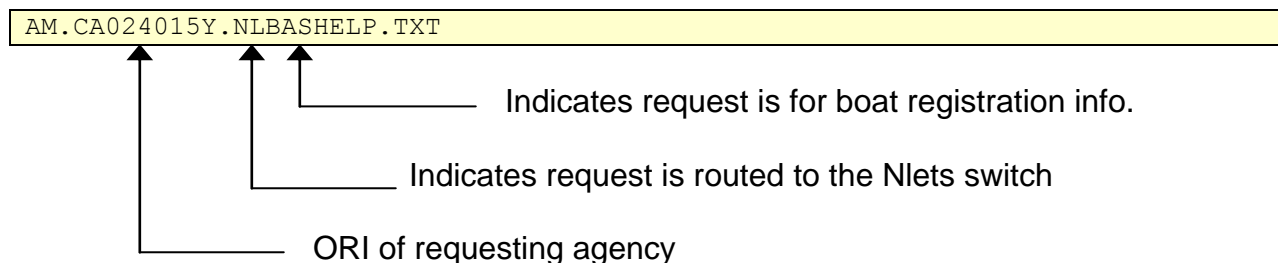 AM.CA024015Y.NLBASHELP.TXT
Indicates request is for boat registration info.
Indicates request is routed to the Nlets switch
ORI of requesting agency